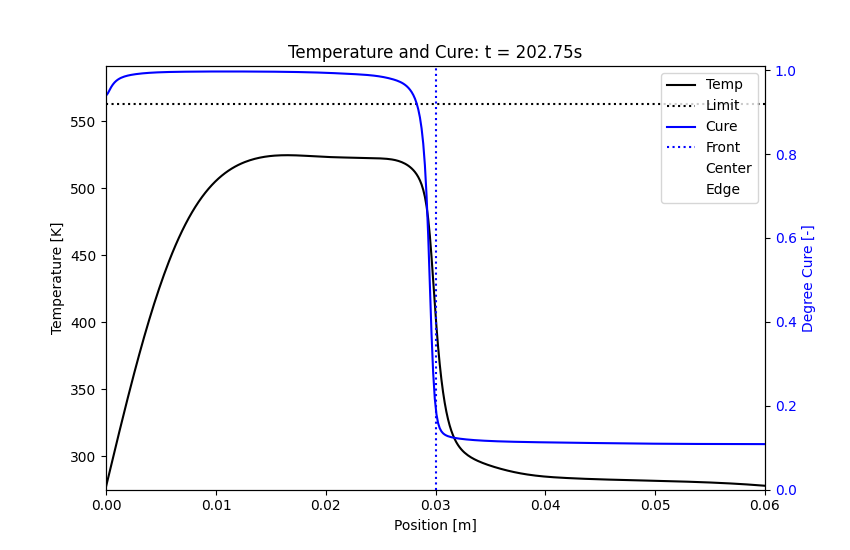 Temperature and Cure: t = 202.75s
Temp
Limit
Cure
Front
Center
Edge
550
500
450
400
350
300
Temperature [K]
1.0
0.8
0.6
0.4
0.2
0.0
Degree Cure [-]
0.00 0.01 0.02 0.03 0.04 0.05 0.06
Position [m]